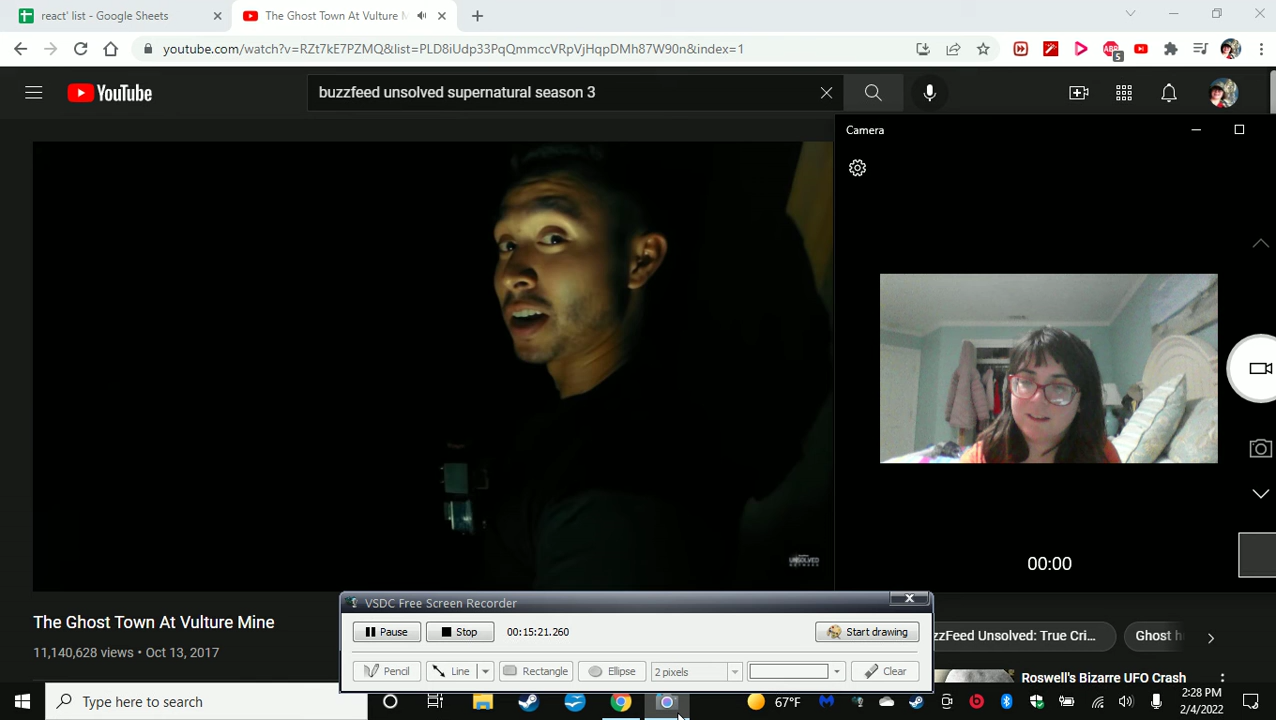 react' list - Google Sheets
The Ghost Town At Vulture M
youtube.com/watch?v=RZt7kE7PZMQ&list=PLD8iUdp33PqQmmccVRpVjHqpDMh87W90n&index=1
ABP
5
YouTube
buzzfeed unsolved supernatural season 3
Camera
UNSOLVED
NETWORK
00:00
VSDC Free Screen Recorder
Pause
Stop
00:15:21.260
Start drawing
Pencil
Line
Rectangle
Ellipse
2 pixels
Clear
The Ghost Town At Vulture Mine
11,140,628 views • Oct 13, 2017
zzFeed Unsolved: True Cri...
Ghost h
Roswell's Bizarre UFO Crash
Type here to search
67°F
2:28 PM
2/4/2022